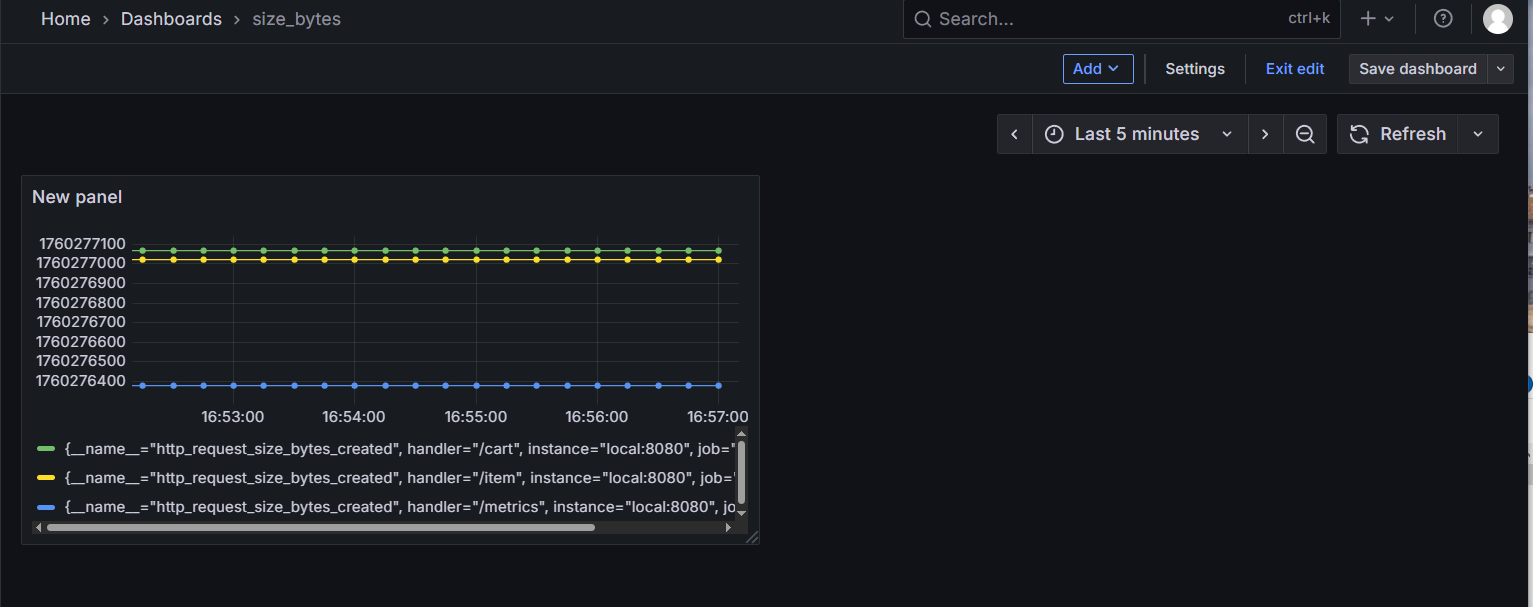 Home > Dashboards > size_bytes
Search... ctrl+k
Add Settings Exit edit Save dashboard
Last 5 minutes Refresh
New panel
1760277100
1760277000
1760276900
1760276800
1760276700
1760276600
1760276500
1760276400
16:53:00 16:54:00 16:55:00 16:56:00 16:57:00
{__name__="http_request_size_bytes_created", handler="/cart", instance="local:8080", job="
{__name__="http_request_size_bytes_created", handler="/item", instance="local:8080", job="
{__name__="http_request_size_bytes_created", handler="/metrics", instance="local:8080", jo